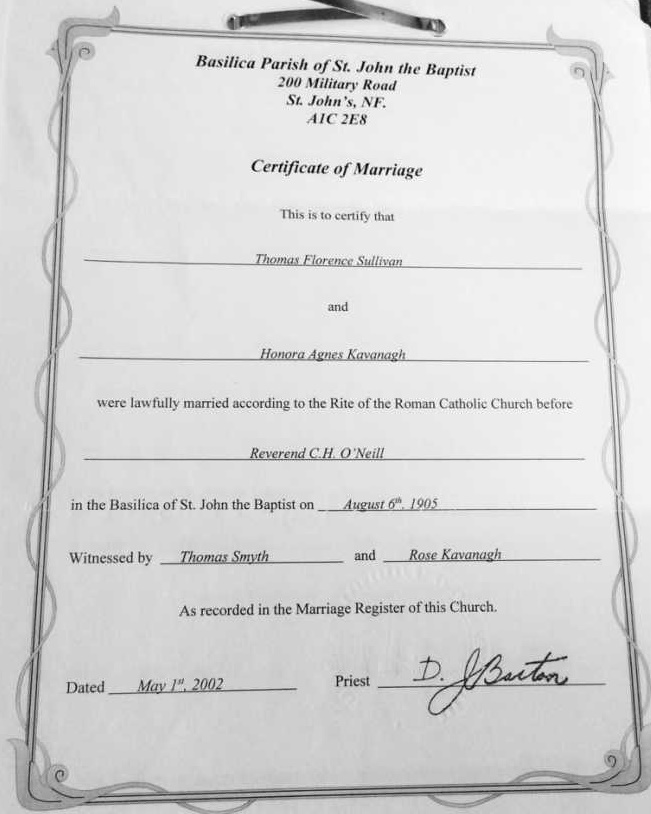 Basilica Parish of St. John the Baptist
200 Military Road
St. John's, NF.
A1C 2E8
Certificate of Marriage
This is to certify that
Thomas Florence Sullivan
and
Honora Agnes Kavanagh
were lawfully married according to the Rite of the Roman Catholic Church before
Reverend C.H. O'Neill
in the Basilica of St. John the Baptist on August 6th, 1905
Witnessed by Thomas Smyth and Rose Kavanagh
As recorded in the Marriage Register of this Church.
Dated May 1st, 2002 Priest D. J Barton